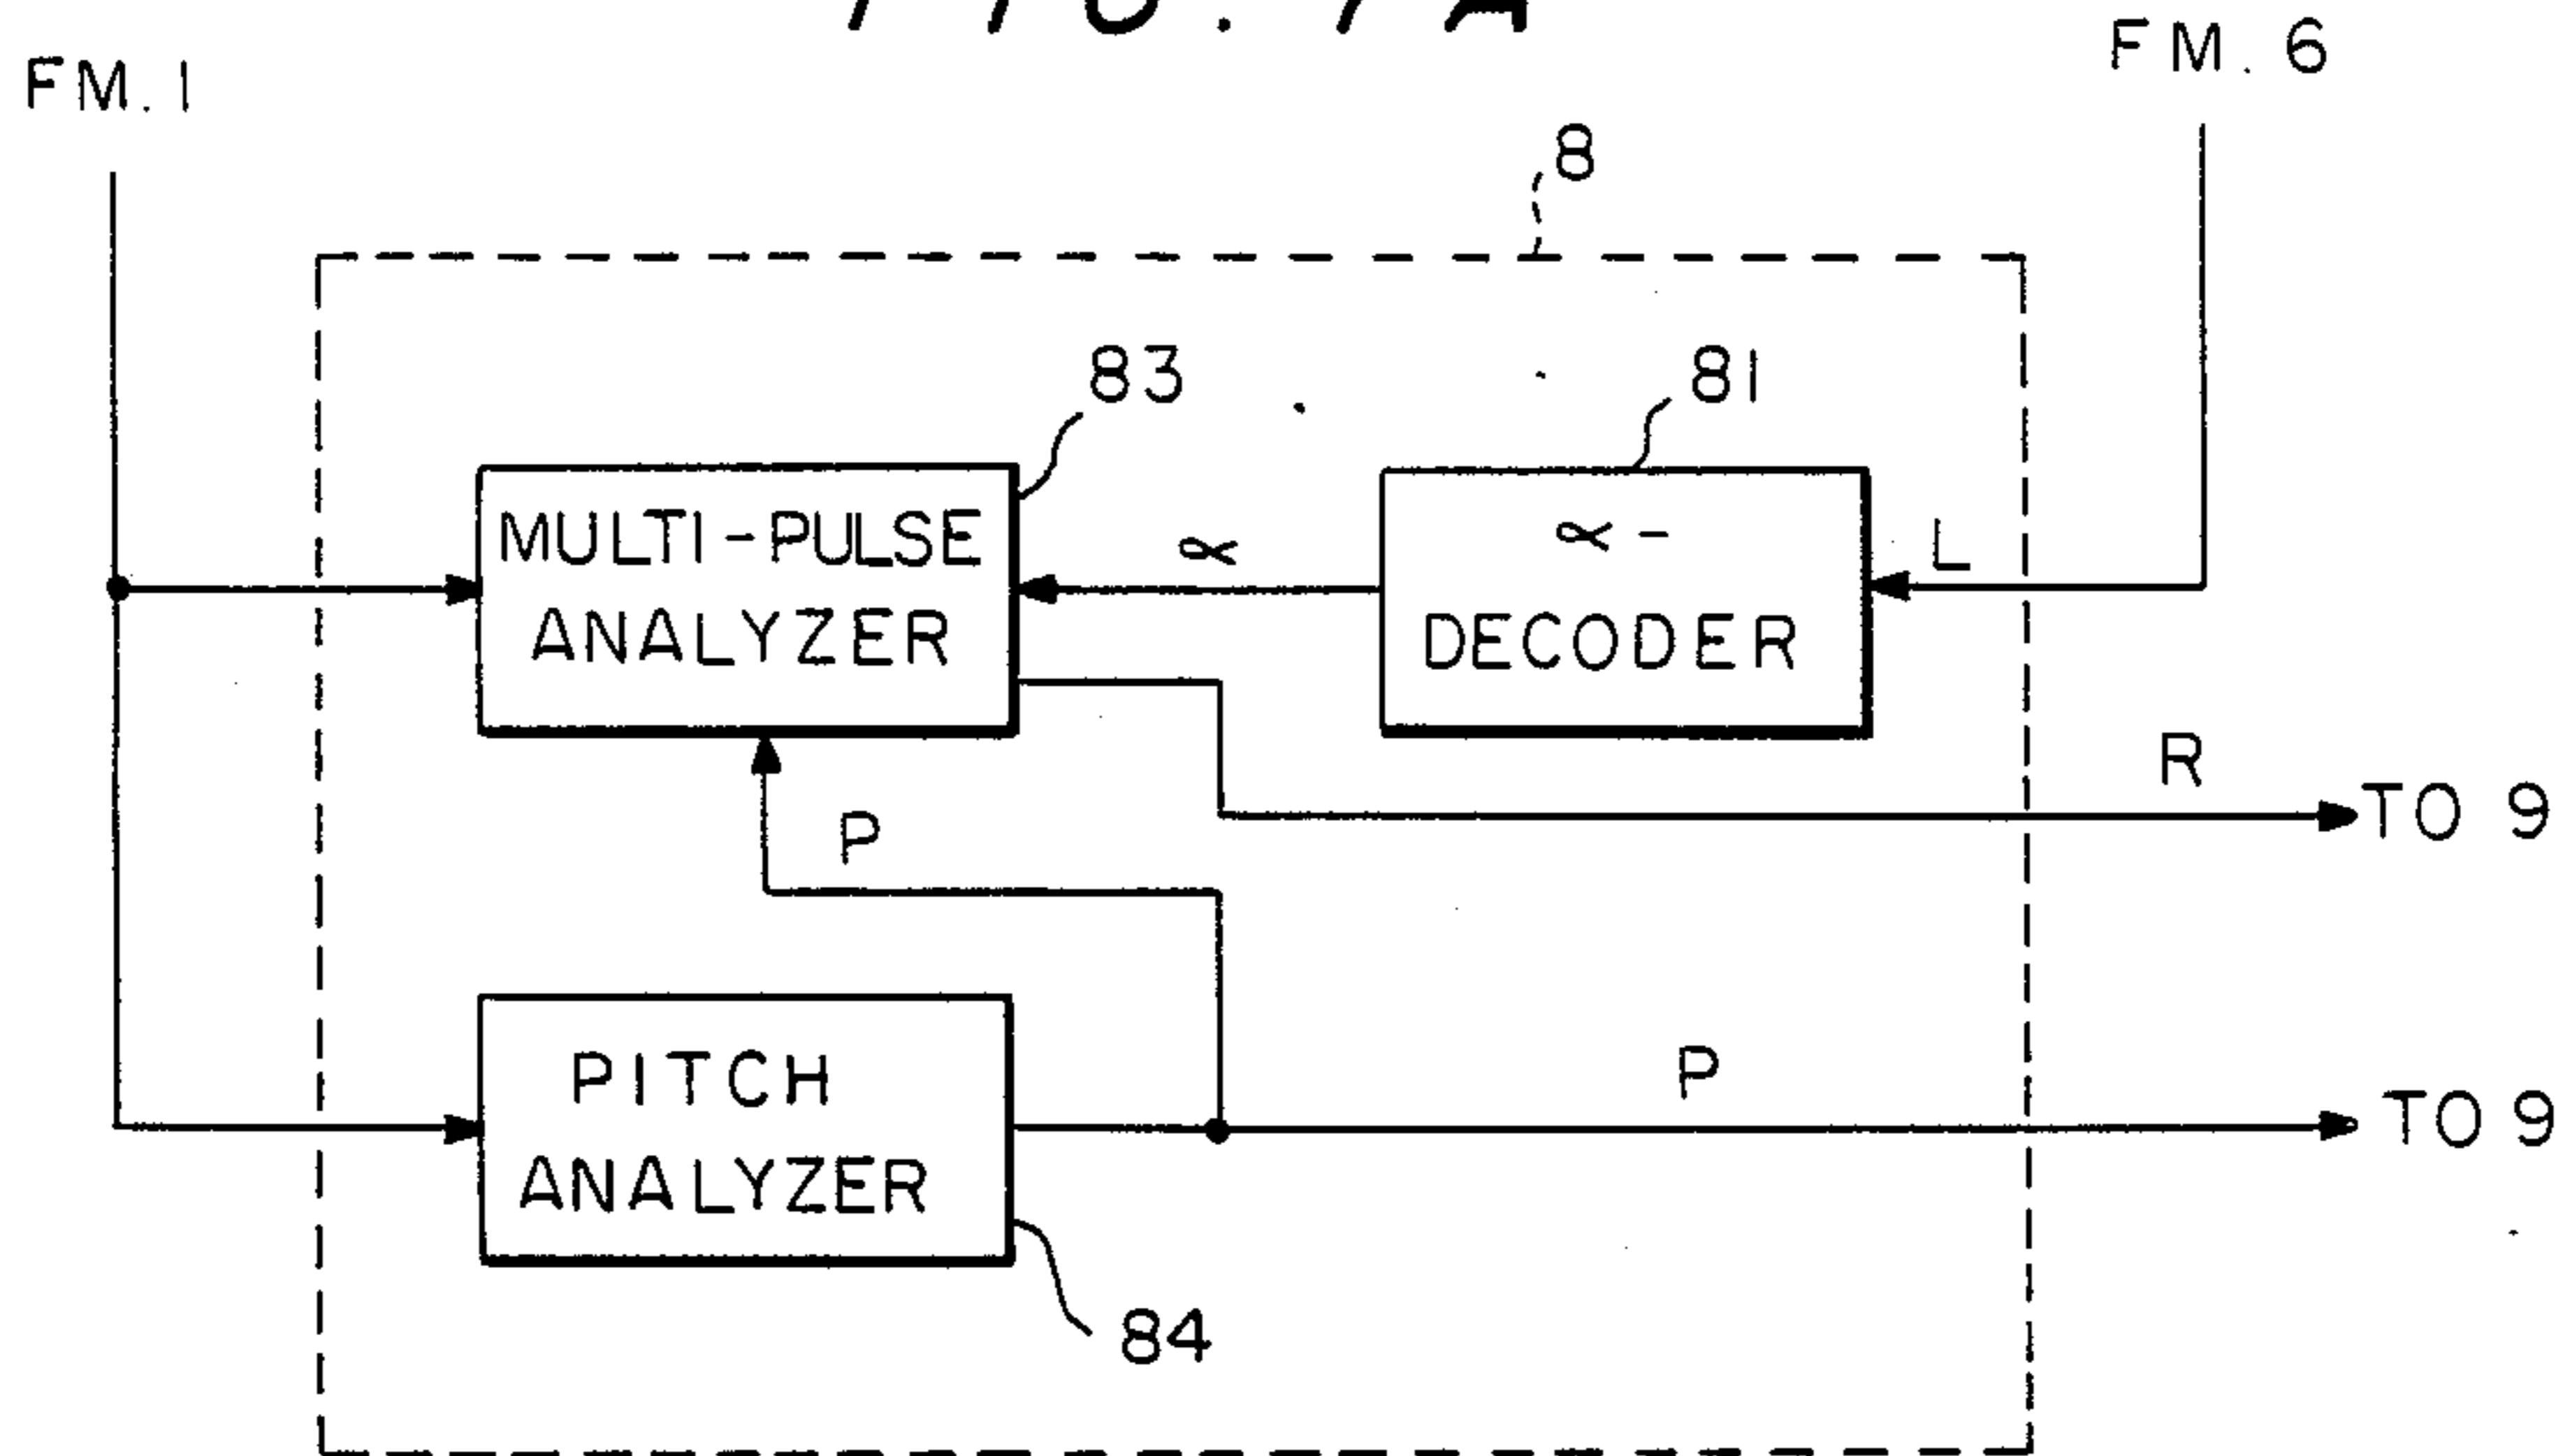 FM. 1
FM. 6
8
83
81
MULTI-PULSE
ANALYZER
α
α-
DECODER
L
R
TO 9
P
PITCH
ANALYZER
P
TO 9
84